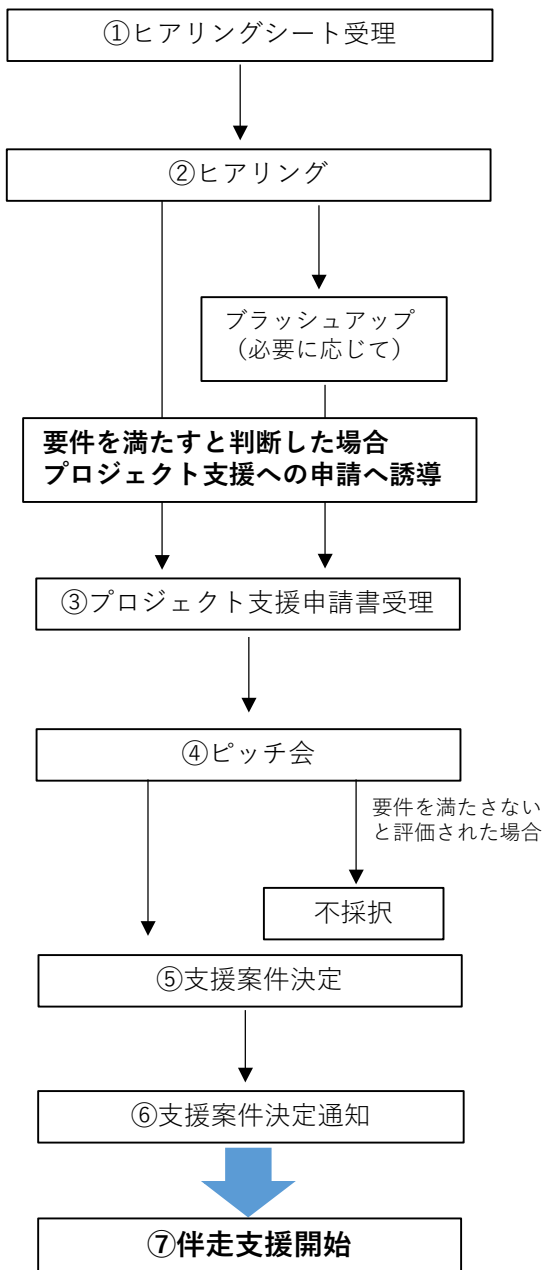 ①ヒアリングシート受理
②ヒアリング
ブラッシュアップ
（必要に応じて）
要件を満たすと判断した場合
プロジェクト支援への申請へ誘導
③プロジェクト支援申請書受理
④ピッチ会
要件を満たさない
と評価された場合
不採択
⑤支援案件決定
⑥支援案件決定通知
⑦伴走支援開始